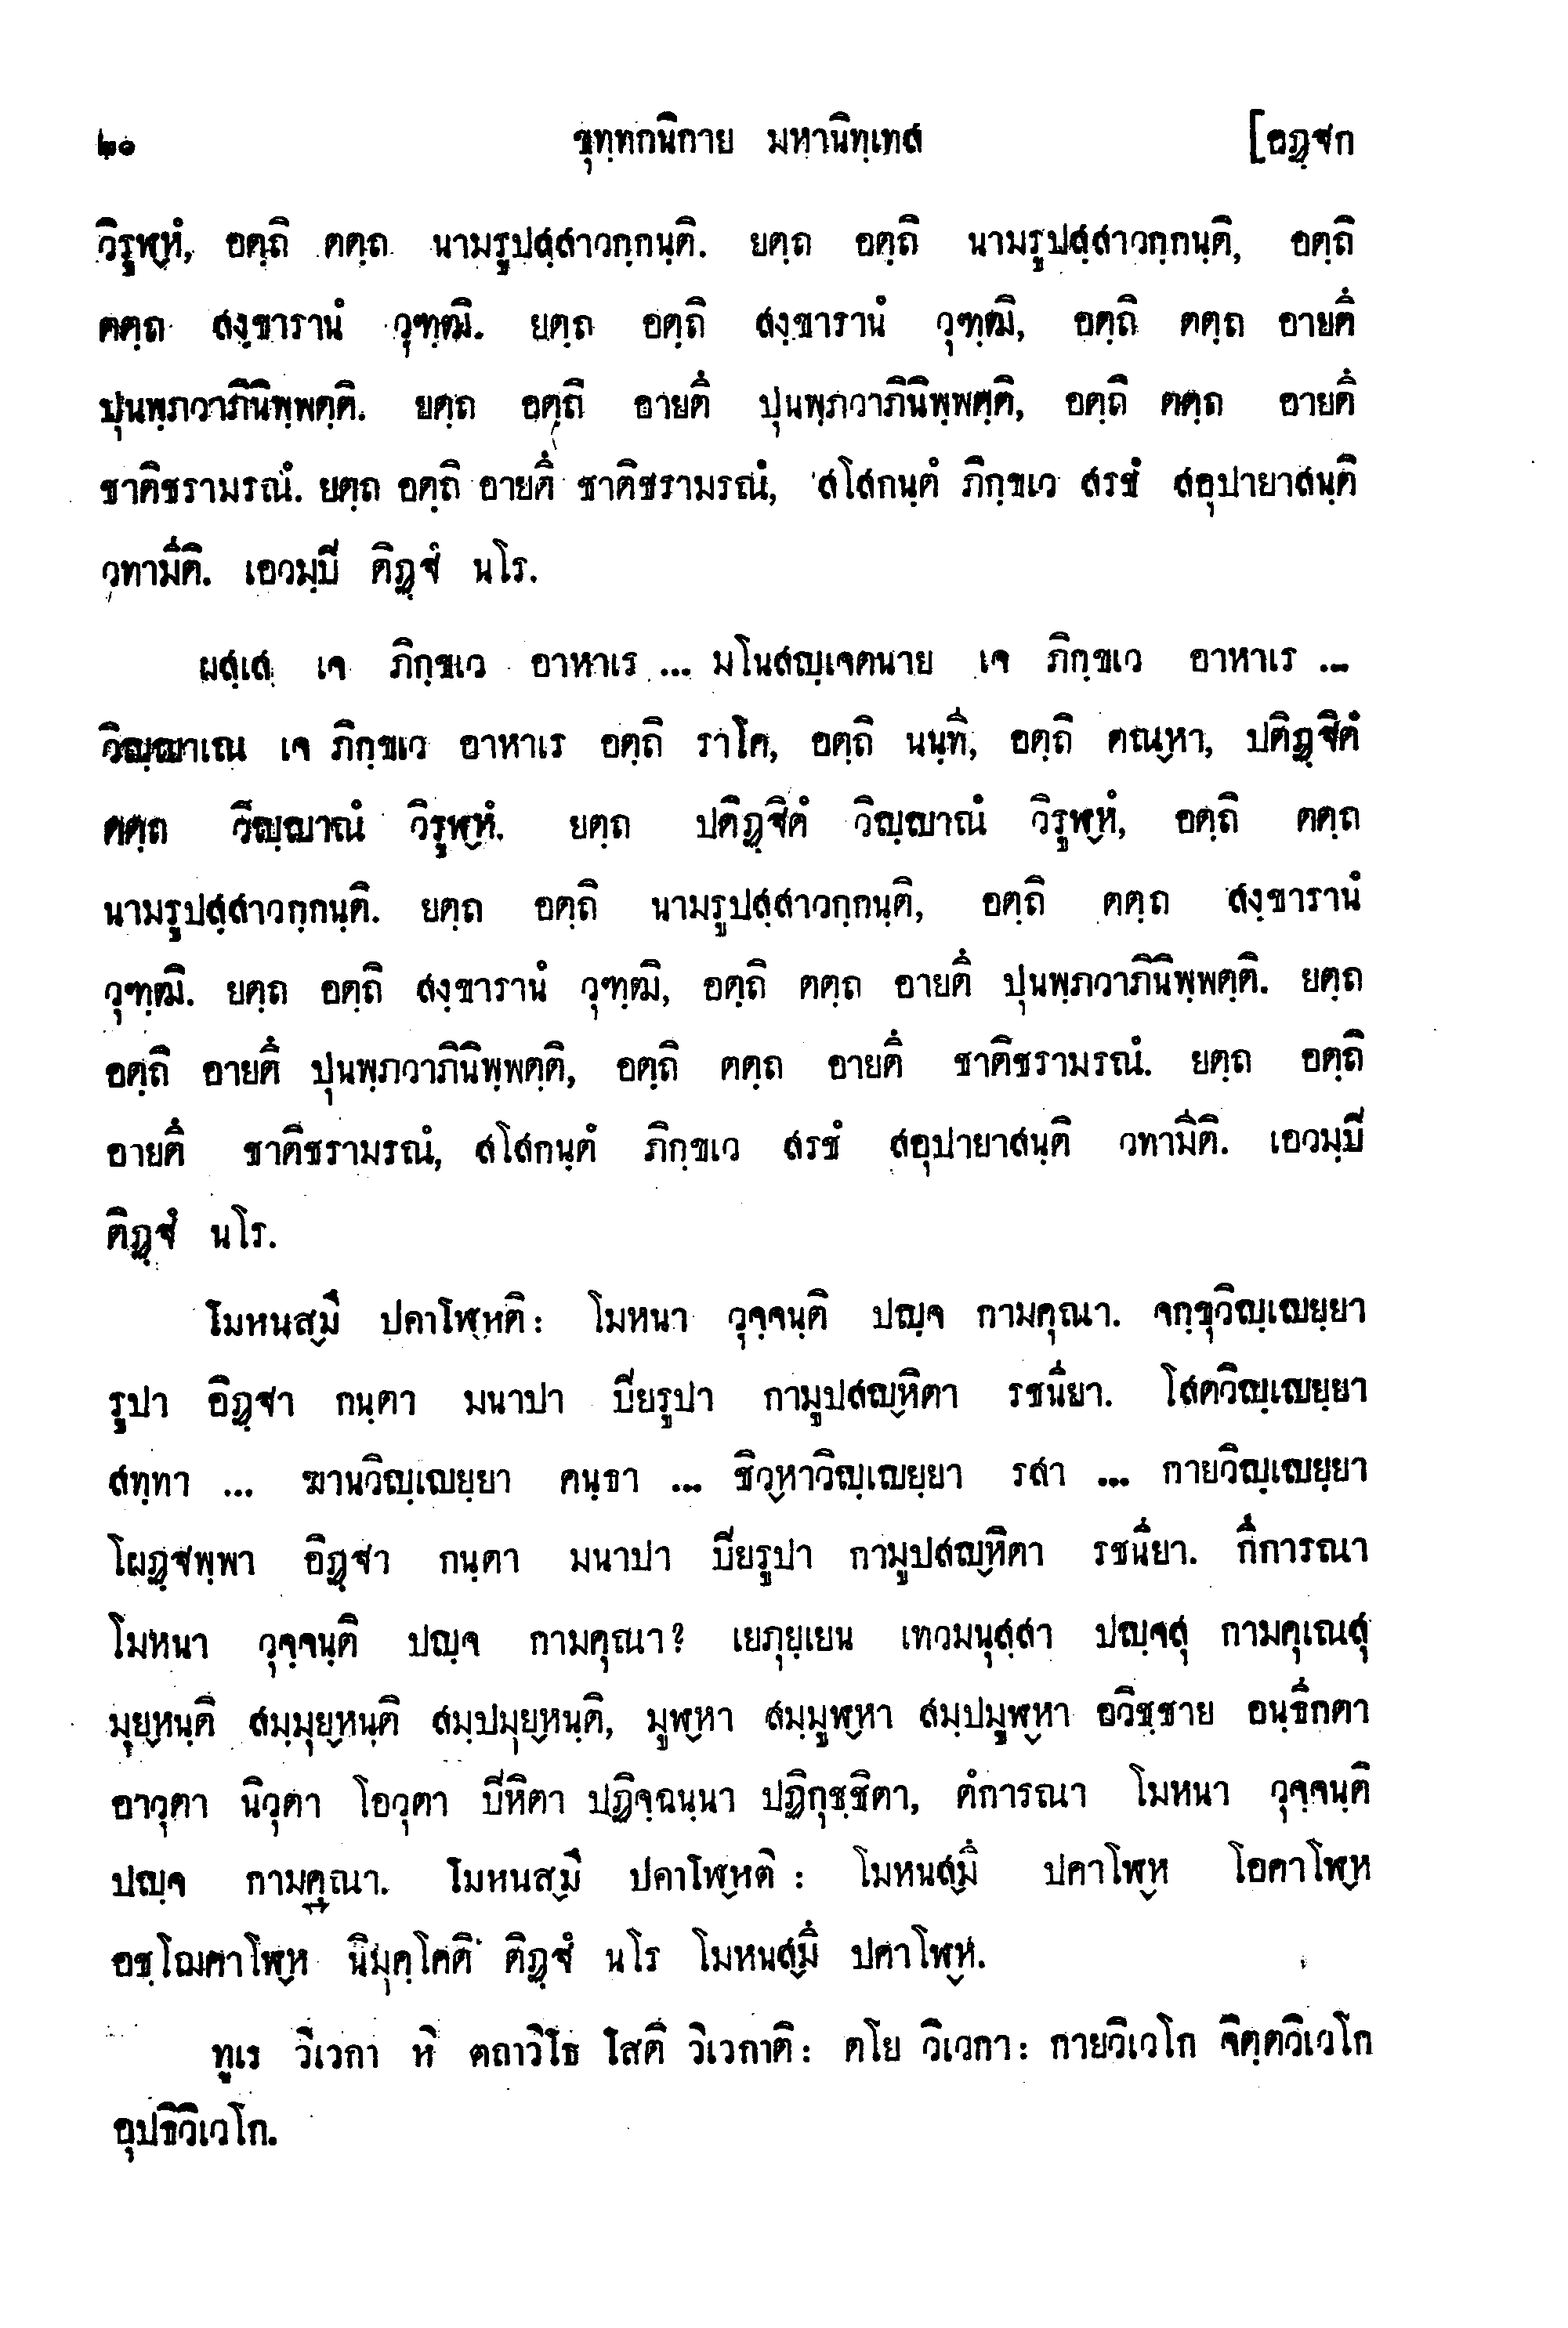 ๒๐ ขุทฺทกนิกาย มหานิทฺเทส [อฏฺฐก
วิรุฬฺหํ, อตฺถิ ตตฺถ นามรูปสฺสาวกฺกนฺติ. ยตฺถ อตฺถิ นามรูปสฺสาวกฺกนฺติ, อตฺถิ
ตตฺถ สงฺขารานํ วุฑฺฒิ. ยตฺถ อตฺถิ สงฺขารานํ วุฑฺฒิ, อตฺถิ ตตฺถ อายตึ
ปุนพฺภวาภินิพฺพตฺติ. ยตฺถ อตฺถิ อายตึ ปุนพฺภวาภินิพฺพตฺติ, อตฺถิ ตตฺถ อายตึ
ชาติชรามรณํ. ยตฺถ อตฺถิ อายตึ ชาติชรามรณํ, สโสกนฺตํ ภิกฺขเว สรชํ สอุปายาสนฺติ
วทามีติ. เอวมฺปิ ติฏฺฐํ นโร.
ผสฺเส เจ ภิกฺขเว อาหาเร ... มโนสญฺเจตนาย เจ ภิกฺขเว อาหาเร ...
วิญฺญาเณ เจ ภิกฺขเว อาหาเร อตฺถิ ราโค, อตฺถิ นนฺที, อตฺถิ ตณฺหา, ปติฏฺฐิตํ
ตตฺถ วิญฺญาณํ วิรุฬฺหํ. ยตฺถ ปติฏฺฐิตํ วิญฺญาณํ วิรุฬฺหํ, อตฺถิ ตตฺถ
นามรูปสฺสาวกฺกนฺติ. ยตฺถ อตฺถิ นามรูปสฺสาวกฺกนฺติ, อตฺถิ ตตฺถ สงฺขารานํ
วุฑฺฒิ. ยตฺถ อตฺถิ สงฺขารานํ วุฑฺฒิ, อตฺถิ ตตฺถ อายตึ ปุนพฺภวาภินิพฺพตฺติ. ยตฺถ
อตฺถิ อายตึ ปุนพฺภวาภินิพฺพตฺติ, อตฺถิ ตตฺถ อายตึ ชาติชรามรณํ. ยตฺถ อตฺถิ
อายตึ ชาติชรามรณํ, สโสกนฺตํ ภิกฺขเว สรชํ สอุปายาสนฺติ วทามีติ. เอวมฺปิ
ติฏฺฐํ นโร.
โมหนสฺมึ ปคาโฬฺหติ: โมหนา วุจฺจนฺติ ปญฺจ กามคุณา. จกฺขุวิญฺเญยฺยา
รูปา อิฏฺฐา กนฺตา มนาปา ปิยรูปา กามูปสญฺหิตา รชนียา. โสตวิญฺเญยฺยา
สทฺทา ... ฆานวิญฺเญยฺยา คนฺธา ... ชิวฺหาวิญฺเญยฺยา รสา ... กายวิญฺเญยฺยา
โผฏฺฐพฺพา อิฏฺฐา กนฺตา มนาปา ปิยรูปา กามูปสญฺหิตา รชนียา. กึการณา
โมหนา วุจฺจนฺติ ปญฺจ กามคุณา? เยภุยฺเยน เทวมนุสฺสา ปญฺจสุ กามคุเณสุ
มุยฺหนฺติ สมฺมุยฺหนฺติ สมฺปมุยฺหนฺติ, มูฬฺหา สมฺมูฬฺหา สมฺปมูฬฺหา อวิชฺชาย อนฺธีกตา
อาวุตา นิวุตา โอวุตา ปิหิตา ปฏิจฺฉนฺนา ปฏิกุชฺชิตา, ตํการณา โมหนา วุจฺจนฺติ
ปญฺจ กามคุณา. โมหนสฺมึ ปคาโฬฺหติ: โมหนสฺมึ ปคาโฬฺห โอคาโฬฺห
อชฺโฌคาโฬฺห นิมุคฺโคติ ติฏฺฐํ นโร โมหนสฺมึ ปคาโฬฺห.
ทูเร วิเวกา หิ ตถาวิโธ โสติ วิเวกาติ: ตโย วิเวกา: กายวิเวโก จิตฺตวิเวโก
อุปธิวิเวโก.